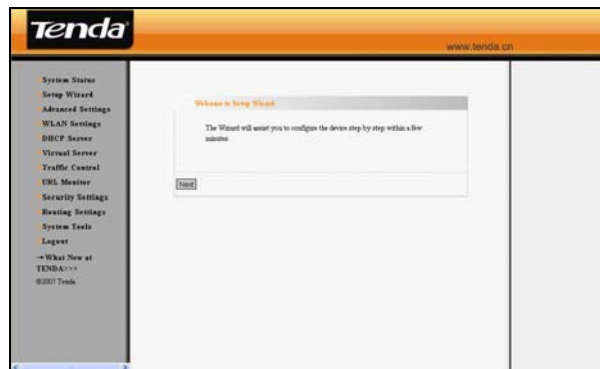 Tenda
www.tenda.cn
System Status
Setup Wizard
Advanced Settings
WLAN Settings
DHCP Server
Virtual Server
Traffic Control
URL Monitor
Security Settings
Routing Settings
System Tools
Logout
→ What New at
TENDA>>>
©2007 Tenda
Welcome to Setup Wizard
The Wizard will assist you to configure the device step by step within a few
minutes.
Next